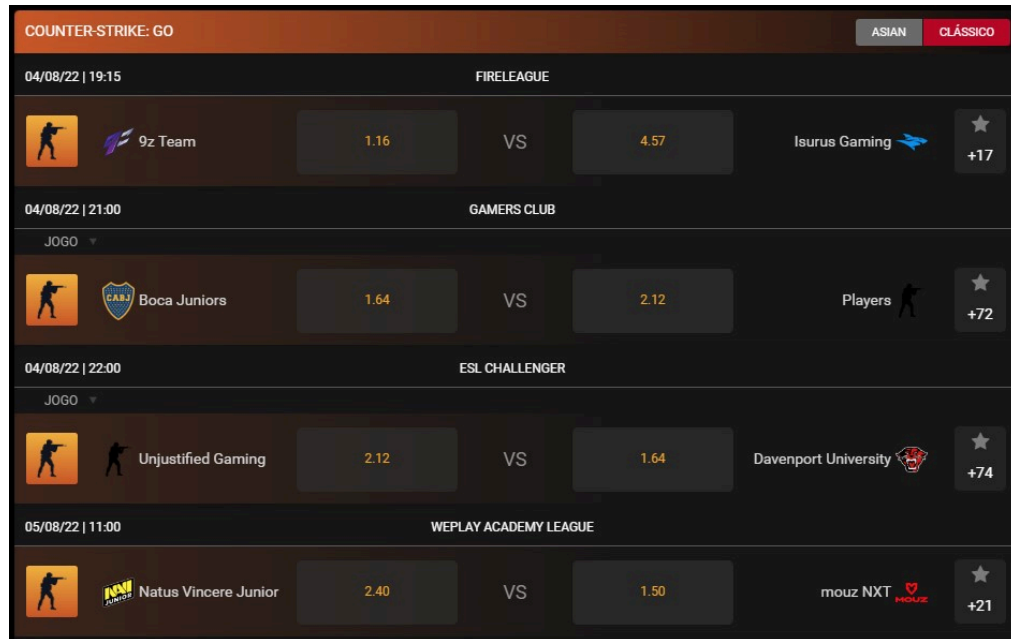 COUNTER-STRIKE: GO ASIAN CLÁSSICO
04/08/22 | 19:15 FIRELEAGUE
9z Team 1.16 VS 4.57 Isurus Gaming +17
04/08/22 | 21:00 GAMERS CLUB
JOGO
CABJ Boca Juniors 1.64 VS 2.12 Players +72
04/08/22 | 22:00 ESL CHALLENGER
JOGO
Unjustified Gaming 2.12 VS 1.64 Davenport University +74
05/08/22 | 11:00 WEPLAY ACADEMY LEAGUE
NAVI JUNIOR Natus Vincere Junior 2.40 VS 1.50 mouz NXT MOUZ +21